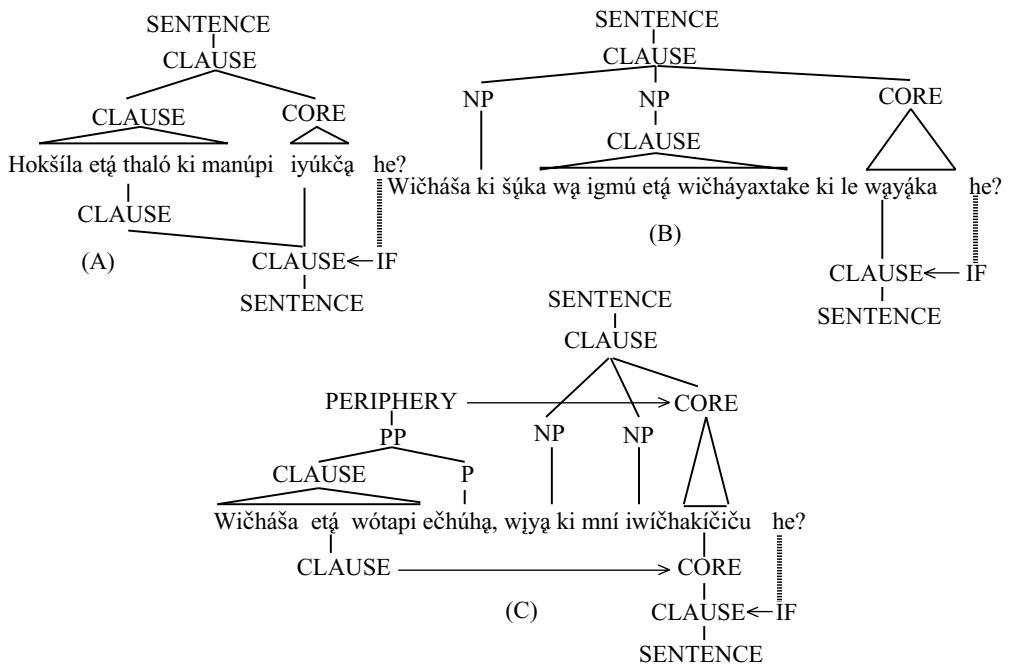 SENTENCE
CLAUSE
CLAUSE CORE
Hokšíla etą́ thaló ki manúpi iyúkčą he?
CLAUSE
CLAUSE IF
SENTENCE
(A)
SENTENCE
CLAUSE
NP NP CORE
CLAUSE
Wičháša ki šų́ka wą igmú etą́ wičháyaxtake ki le wąyą́ka he?
(B)
CLAUSE IF
SENTENCE
SENTENCE
CLAUSE
PERIPHERY CORE
PP NP NP
CLAUSE P
Wičháša etą́ wótapi ečhúhą, wį́yą ki mní iwíčhakíčiču he?
CLAUSE CORE
(C) CLAUSE IF
SENTENCE